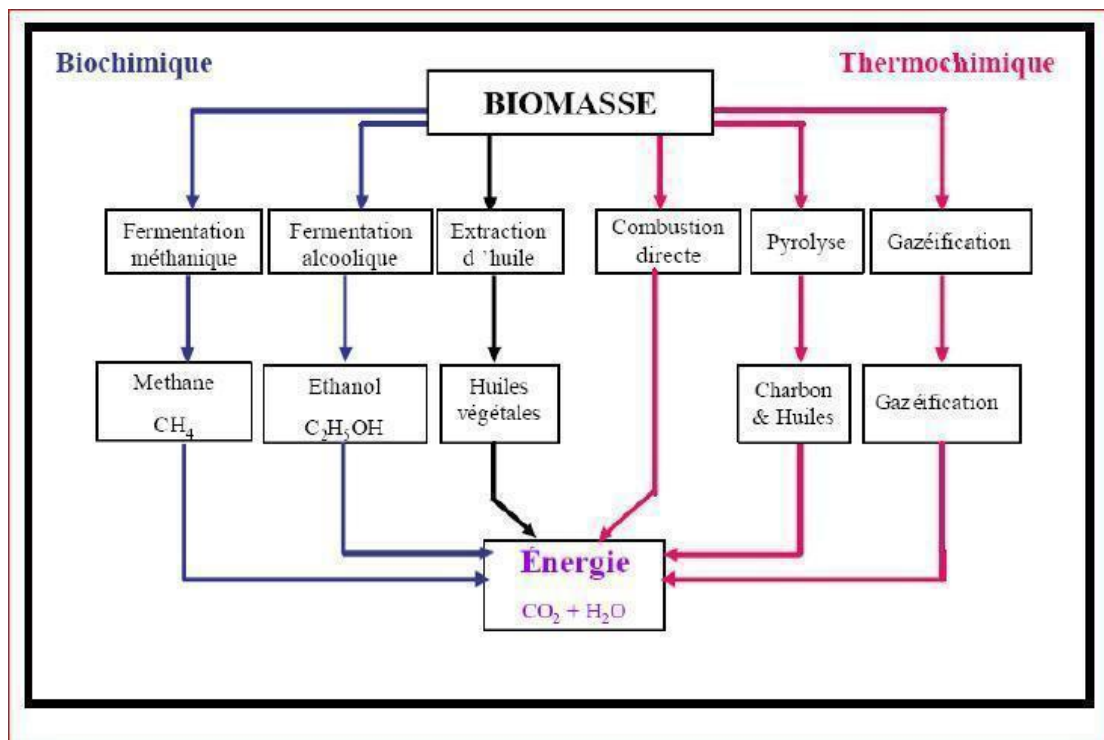 Biochimique
Thermochimique
BIOMASSE
Fermentation
méthanique
Fermentation
alcoolique
Extraction
d ’huile
Combustion
directe
Pyrolyse
Gazéification
Methane
CH₄
Ethanol
C₂H₅OH
Huiles
végétales
Charbon
& Huiles
Gazéification
Énergie
CO₂ + H₂O